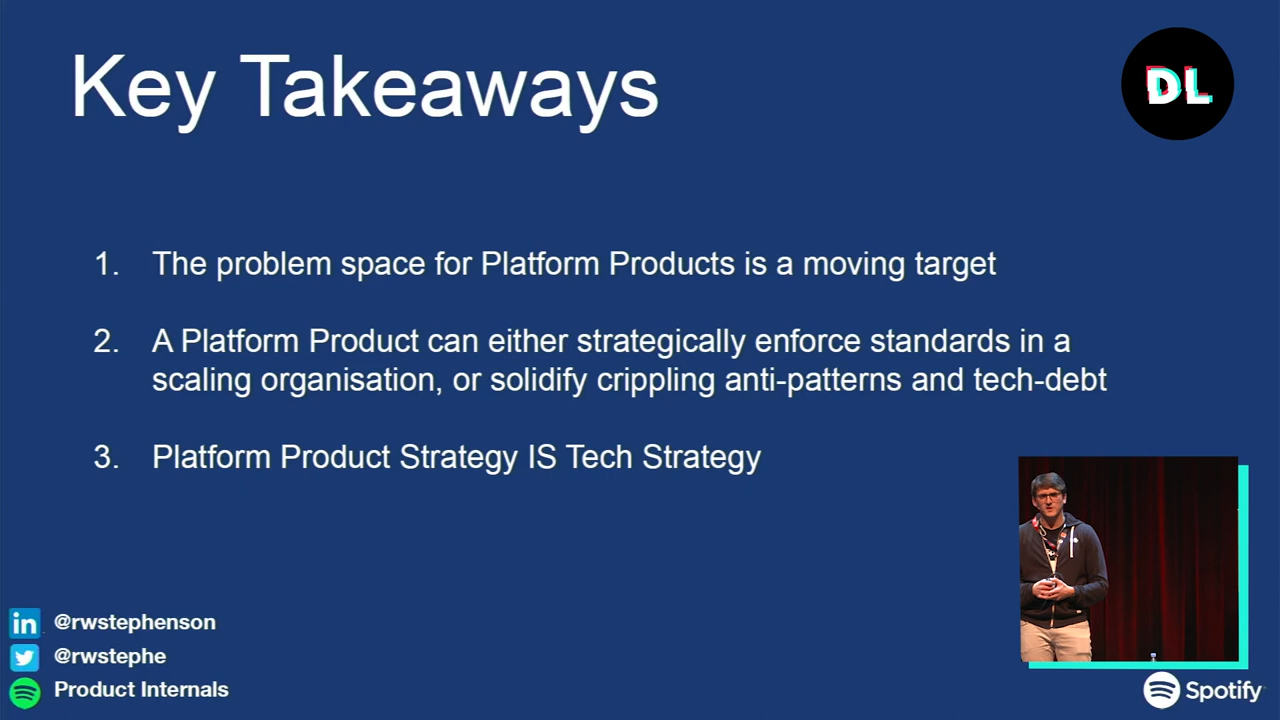 Key Takeaways
DL
1. The problem space for Platform Products is a moving target
2. A Platform Product can either strategically enforce standards in a
scaling organisation, or solidify crippling anti-patterns and tech-debt
3. Platform Product Strategy IS Tech Strategy
in @rwstephenson
@rwstephe
Product Internals
Spotify